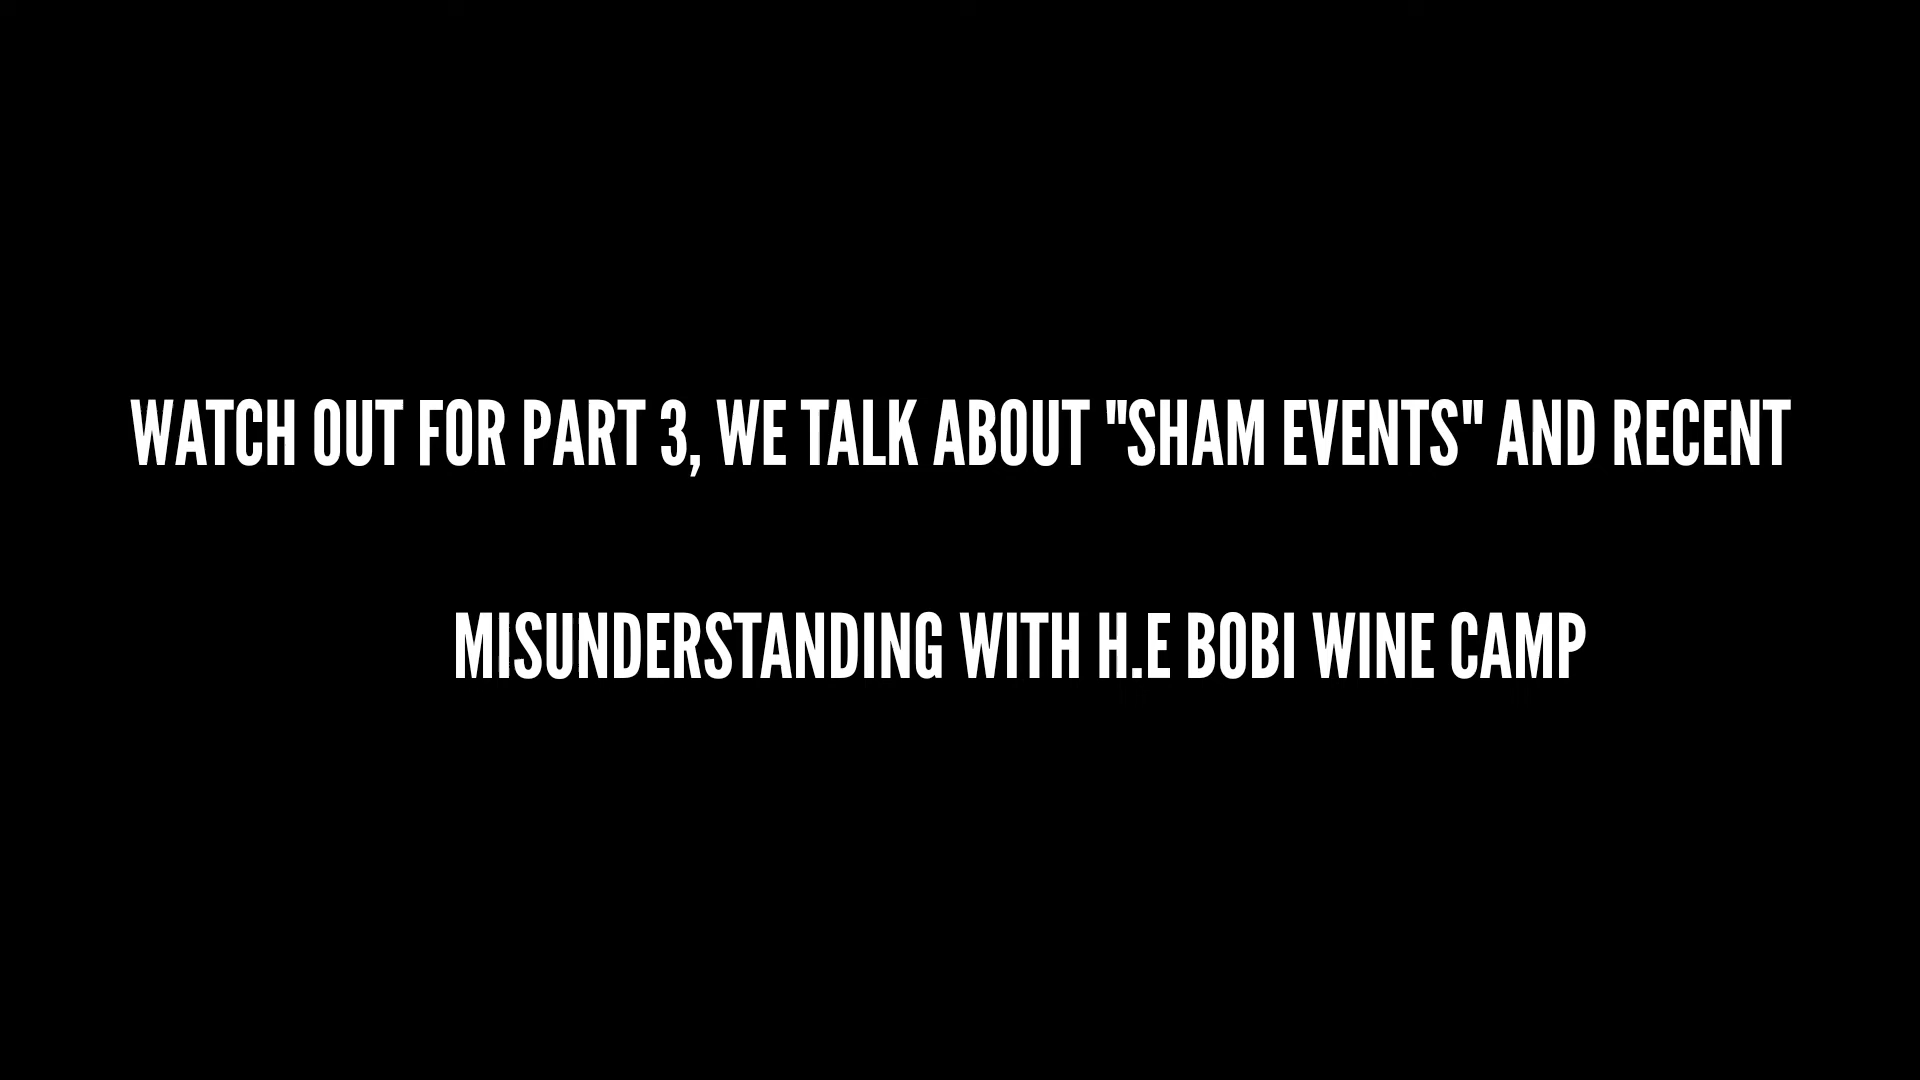 WATCH OUT FOR PART 3, WE TALK ABOUT "SHAM EVENTS" AND RECENT
MISUNDERSTANDING WITH H.E BOBI WINE CAMP